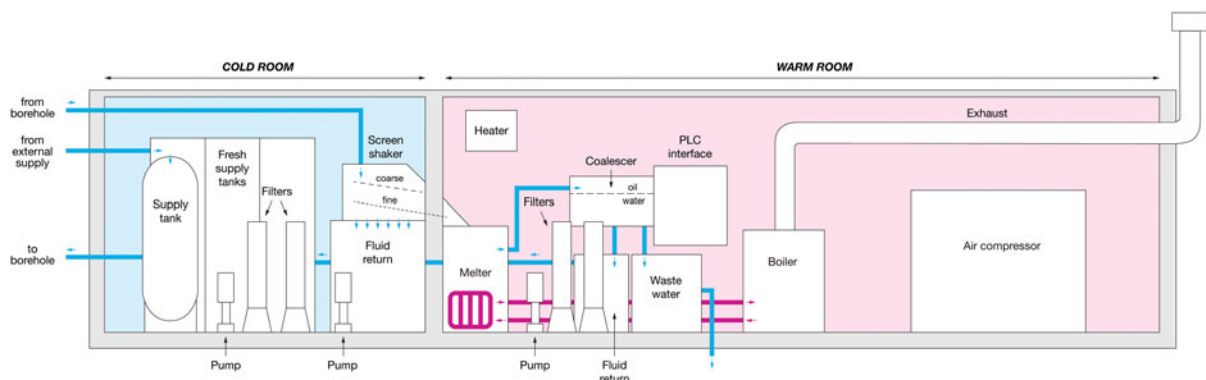 COLD ROOM
WARM ROOM
from
borehole
from
external
supply
to
borehole
Supply
tank
Fresh
supply
tanks
Filters
Screen
shaker
coarse
fine
Fluid
return
Pump
Pump
Heater
Melter
Filters
Coalescer
oil
water
PLC
interface
Waste
water
Boiler
Exhaust
Air compressor
Pump
Fluid
return